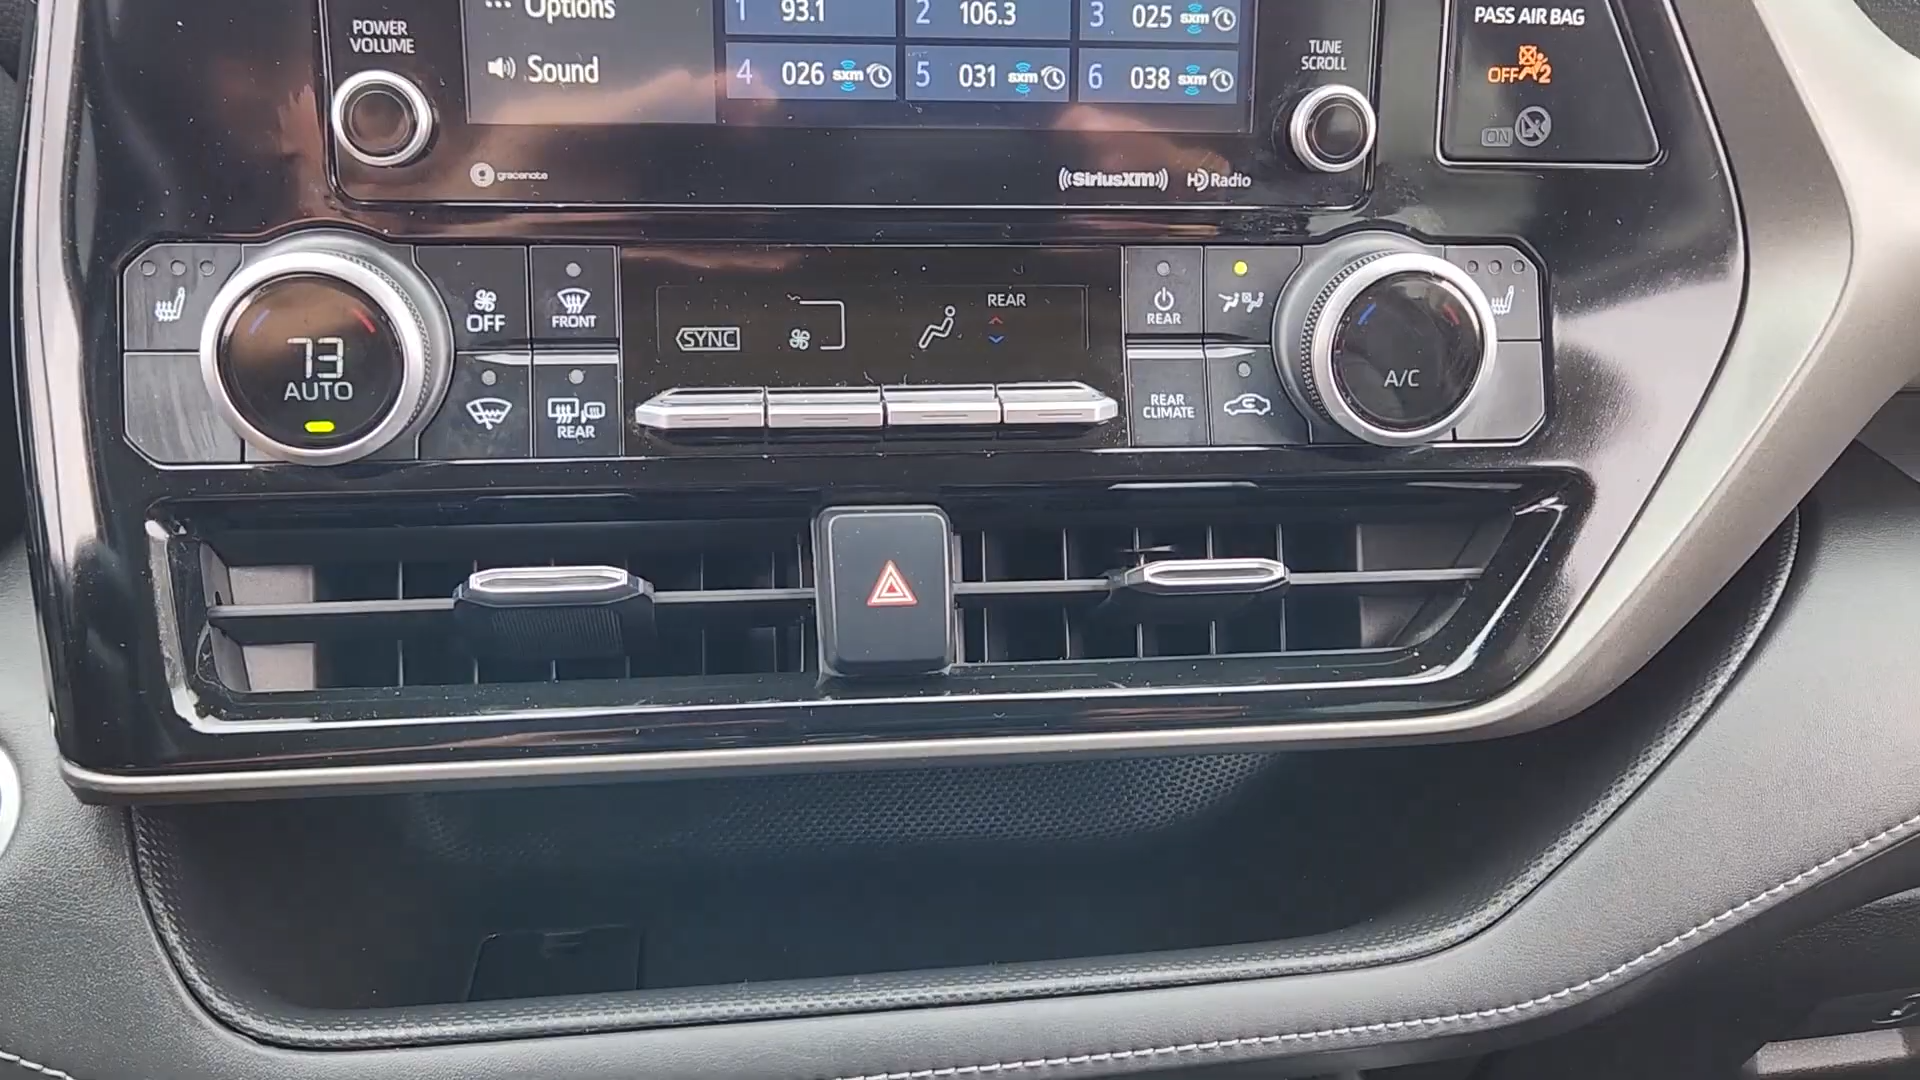 POWER
VOLUME
Options
Sound
1 93.1
2 106.3
3 025 sxm
4 026 sxm
5 031 sxm
6 038 sxm
TUNE
SCROLL
PASS AIR BAG
OFF 2
ON
gracenote
((SiriusXM))
HD Radio
73
AUTO
OFF
FRONT
REAR
SYNC
REAR
REAR
REAR
CLIMATE
A/C